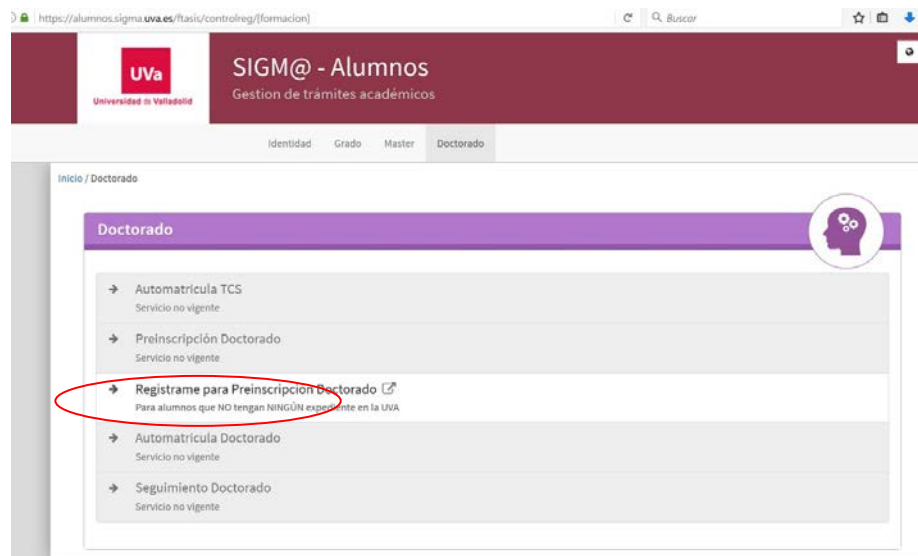 https://alumnos.sigma.uva.es/ftasis/controlreg/[formacion]
Buscar
UVa
Universidad de Valladolid
SIGM@ - Alumnos
Gestion de trámites académicos
Identidad Grado Master Doctorado
Inicio / Doctorado
Doctorado
Automatricula TCS
Servicio no vigente
Preinscripción Doctorado
Servicio no vigente
Registrame para Preinscripción Doctorado
Para alumnos que NO tengan NINGÚN expediente en la UVA
Automatricula Doctorado
Servicio no vigente
Seguimiento Doctorado
Servicio no vigente